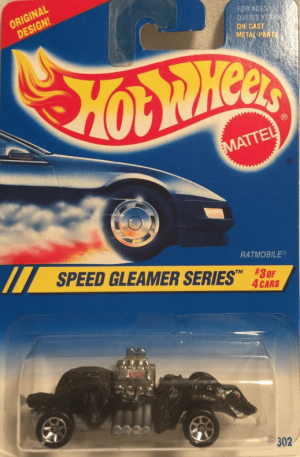 ORIGINAL
DESIGN!
FOR AGES
OVER 3 YEARS
DIE CAST
METAL PARTS
HOT WHEELS®
MATTEL
RATMOBILE®
SPEED GLEAMER SERIES™ #3 OF
4 CARS
302